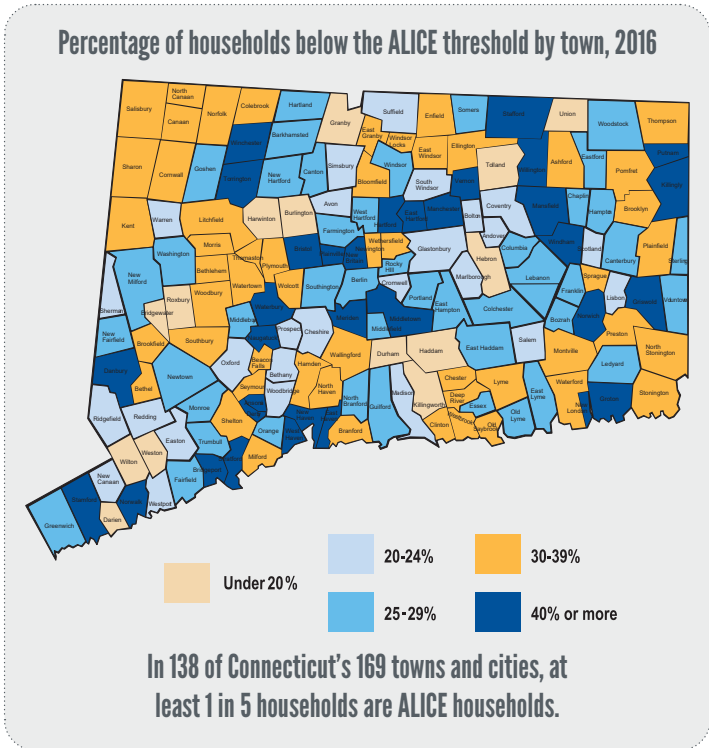 Percentage of households below the ALICE threshold by town, 2016
Salisbury
North
Canaan
Canaan
Norfolk
Colebrook
Hartland
Granby
Suffield
Enfield
Somers
Stafford
Union
Woodstock
Thompson
East
Granby
Windsor
Locks
East
Windsor
Ellington
Tolland
Willington
Ashford
Eastford
Pomfret
Putnam
Killingly
Sharon
Cornwall
Goshen
Winchester
Torrington
Barkhamsted
New
Hartford
Canton
Simsbury
Bloomfield
Windsor
South
Windsor
Vernon
Coventry
Mansfield
Chaplin
Hampton
Brooklyn
Kent
Warren
Litchfield
Harwinton
Burlington
Avon
Farmington
West
Hartford
Hartford
East
Hartford
Manchester
Bolton
Andover
Columbia
Windham
Scotland
Canterbury
Plainfield
Sterling
Washington
Morris
Bethlehem
Thomaston
Watertown
Plymouth
Bristol
Plainville
New
Britain
Newington
Wethersfield
Rocky
Hill
Glastonbury
Hebron
Marlborough
Lebanon
Franklin
Sprague
Lisbon
Griswold
Voluntown
New
Milford
Sherman
Roxbury
Bridgewater
Woodbury
Wolcott
Southington
Berlin
Cromwell
Portland
East
Hampton
Colchester
Bozrah
Norwich
Preston
North
Stonington
New
Fairfield
Brookfield
Southbury
Middlebury
Waterbury
Naugatuck
Prospect
Cheshire
Meriden
Middletown
Middlefield
Durham
Haddam
East Haddam
Salem
Montville
Ledyard
Danbury
Bethel
Newtown
Oxford
Beacon
Falls
Bethany
Hamden
Wallingford
North
Haven
North
Branford
Guilford
Madison
Killingworth
Chester
Deep
River
Essex
Lyme
East
Lyme
Old
Lyme
Waterford
New
London
Groton
Stonington
Ridgefield
Redding
Monroe
Seymour
Woodbridge
Shelton
Orange
West
Haven
New
Haven
East
Haven
Branford
Clinton
Westbrook
Old
Saybrook
Easton
Trumbull
Milford
Wilton
Weston
Fairfield
Bridgeport
New
Canaan
Westport
Norwalk
Darien
Stamford
Greenwich
Under 20%
20-24%
25-29%
30-39%
40% or more
In 138 of Connecticut's 169 towns and cities, at
least 1 in 5 households are ALICE households.